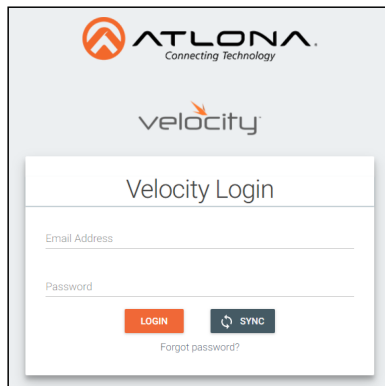 ATLONA.
Connecting Technology
velocity
Velocity Login
Email Address
Password
LOGIN SYNC
Forgot password?